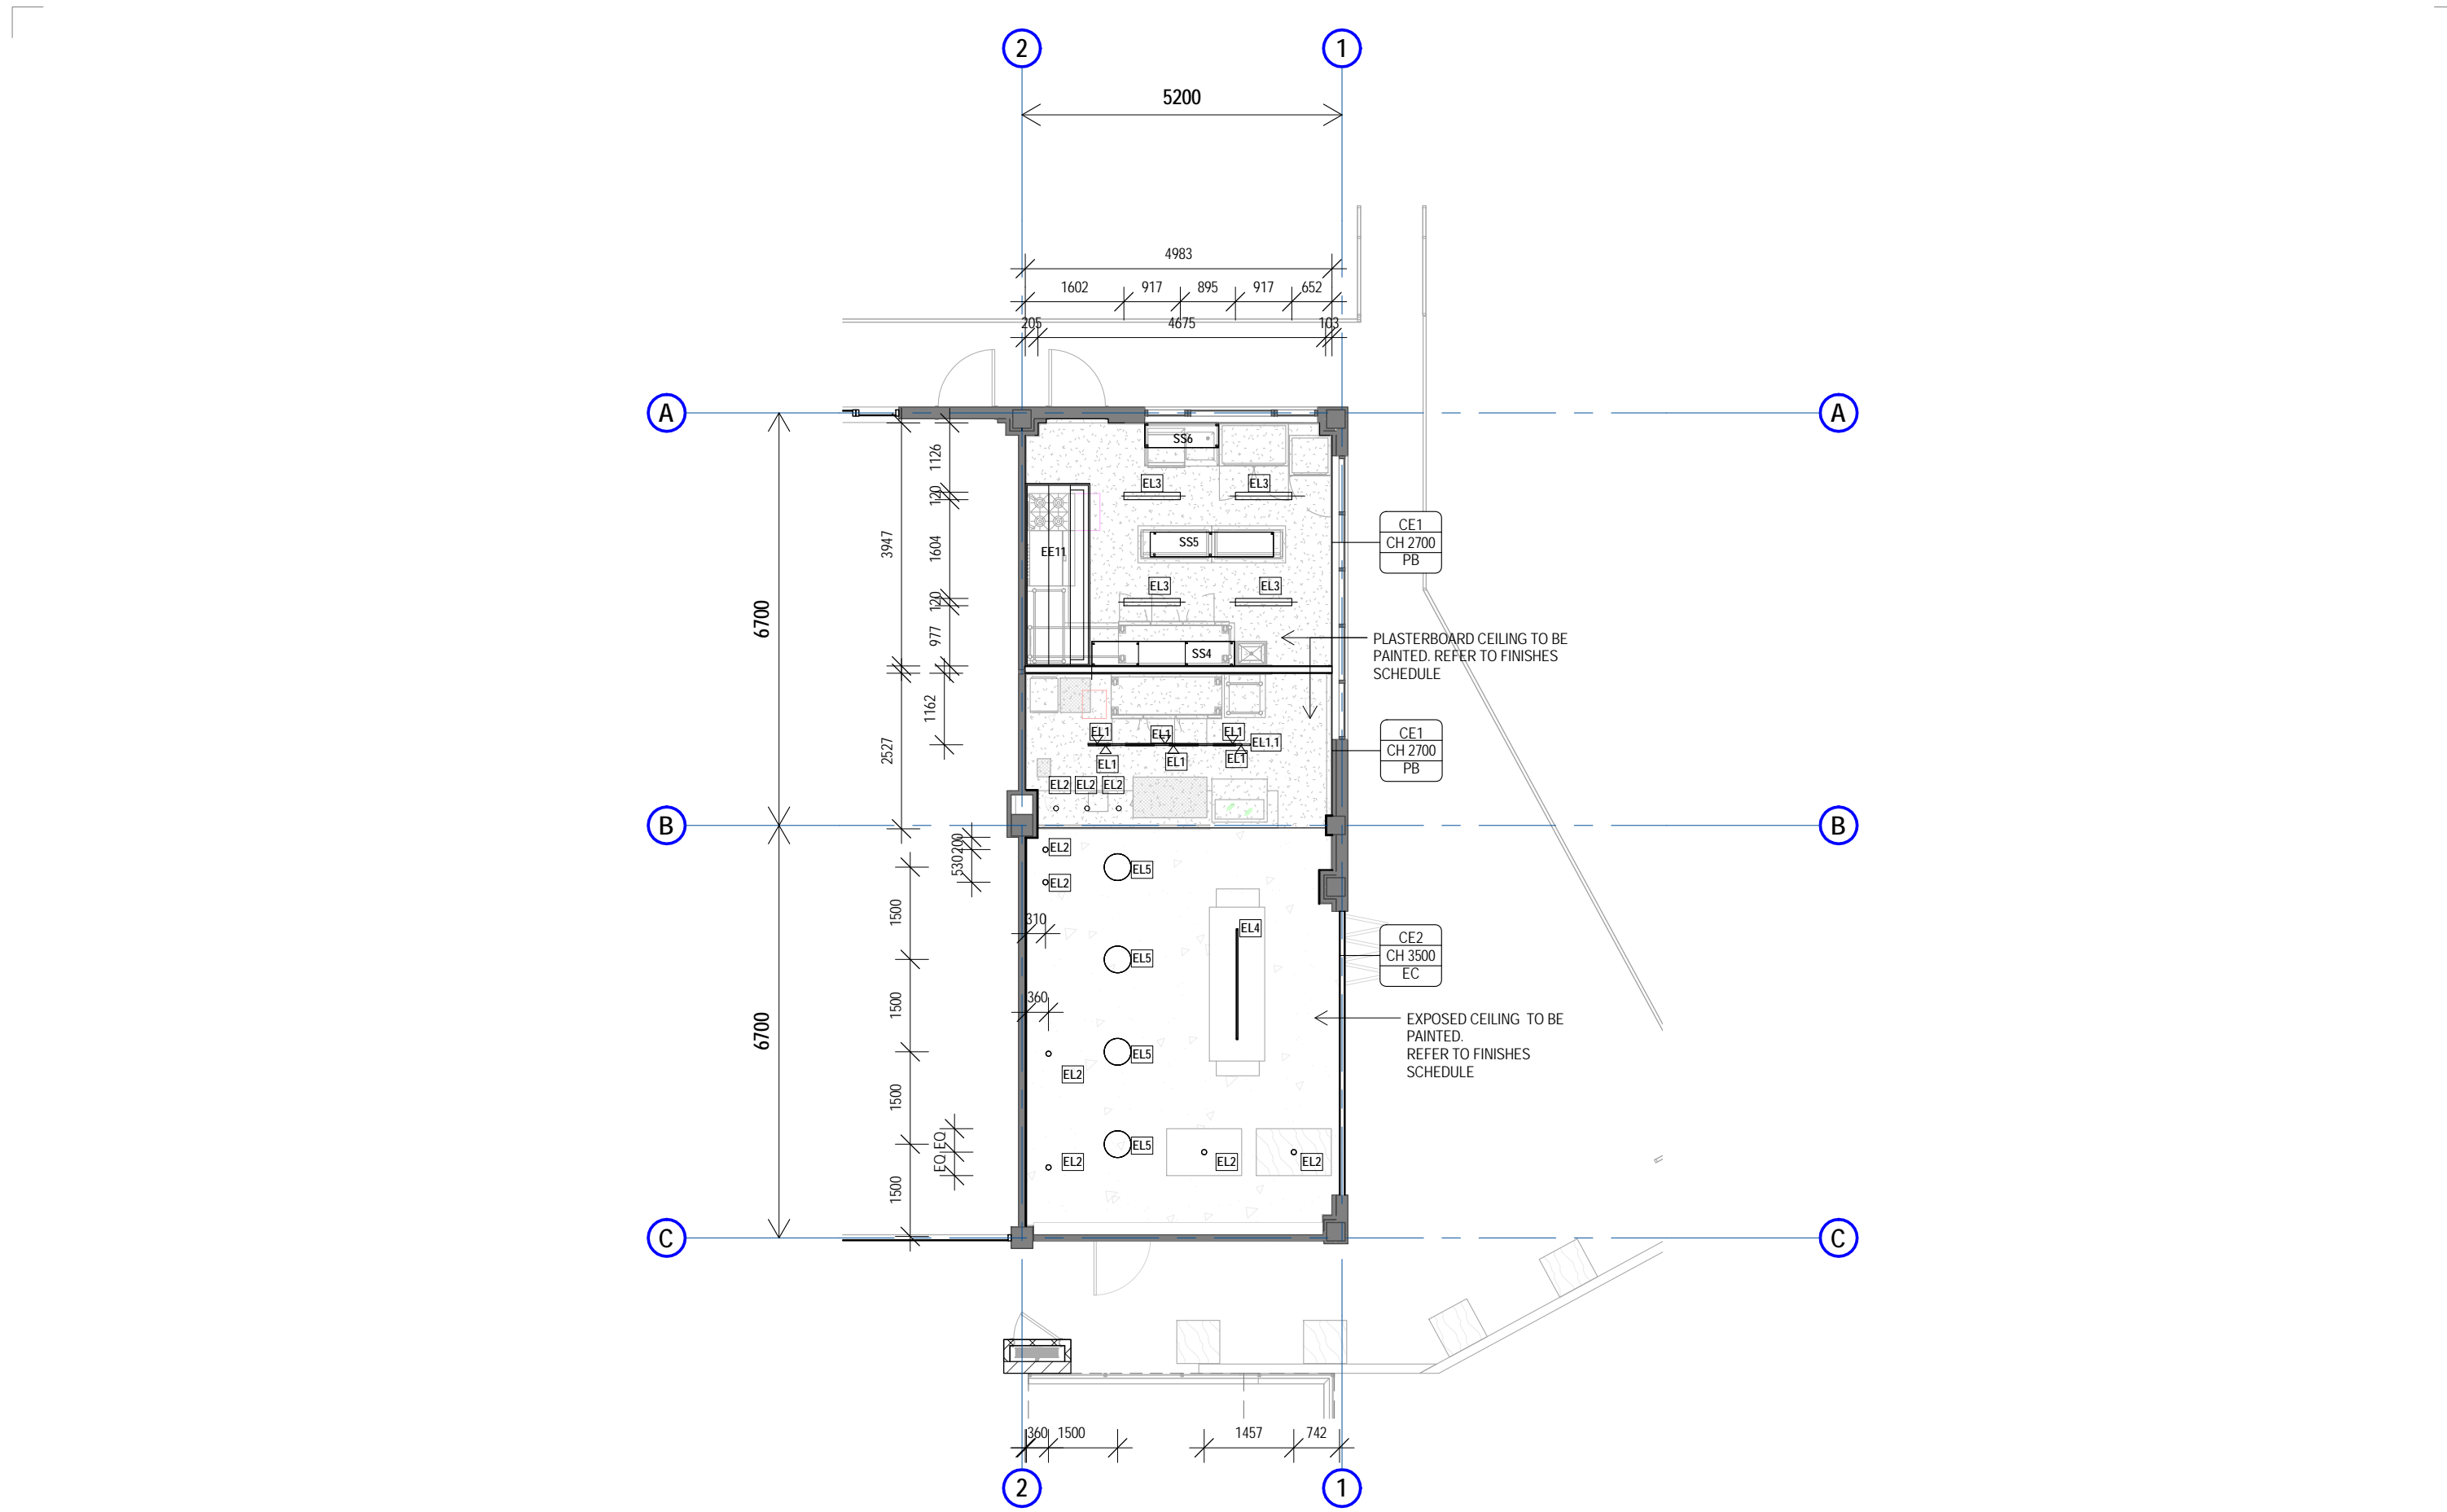 2
1
5200
4983
1602
917
895
917
652
205
4675
103
A
A
1126
120
1604
120
977
3947
6700
SS6
EL3
EL3
EE11
SS5
EL3
EL3
SS4
CE1
CH 2700
PB
PLASTERBOARD CEILING TO BE
PAINTED. REFER TO FINISHES
SCHEDULE
1162
2527
EL1
EL1
EL1
EL1.1
EL1
EL1
EL1
CE1
CH 2700
PB
EL2
EL2
EL2
B
B
200
530
EL2
EL2
EL5
1500
310
EL4
CE2
CH 3500
EC
EL5
1500
360
EXPOSED CEILING TO BE
PAINTED.
REFER TO FINISHES
SCHEDULE
6700
EL5
EL2
1500
EQ
EQ
EL5
EL2
EL2
EL2
1500
C
C
360
1500
1457
742
2
1